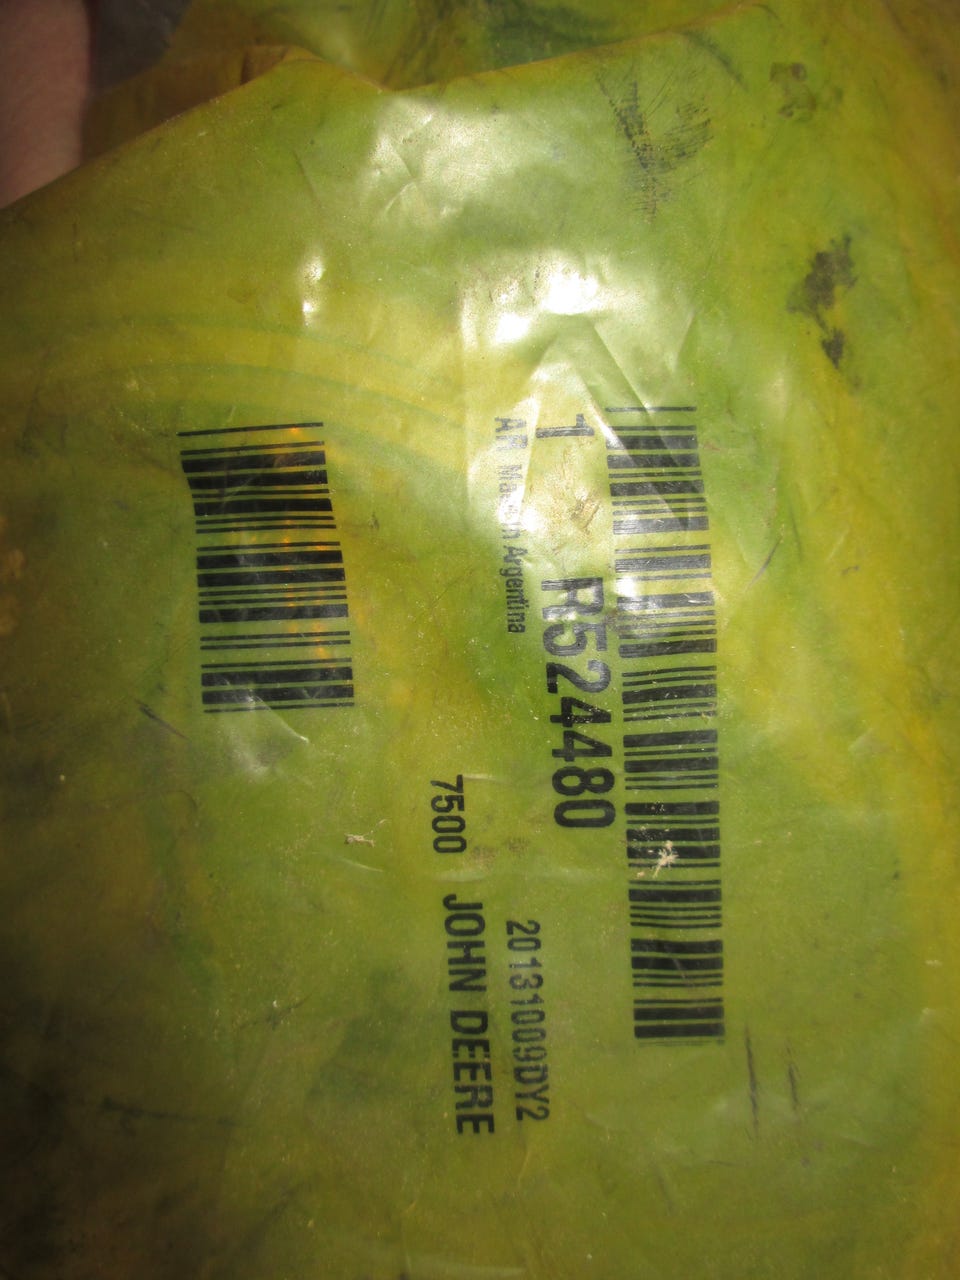 1 R524480
AR Made in Argentina
20131009DY2
7500 JOHN DEERE